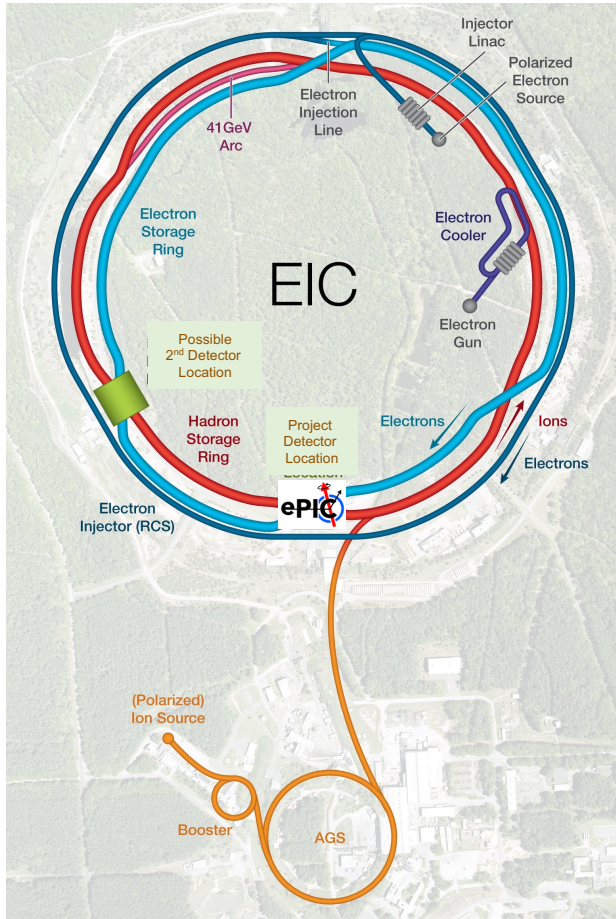 Injector
Linac
Polarized
Electron
Source
Electron
Injection
Line
41GeV
Arc
Electron
Storage
Ring
Electron
Cooler
EIC
Electron
Gun
Possible
2nd Detector
Location
Hadron
Storage
Ring
Project
Detector
Location
Location
ePIC
Electrons
Ions
Electrons
Electron
Injector (RCS)
(Polarized)
Ion Source
Booster
AGS